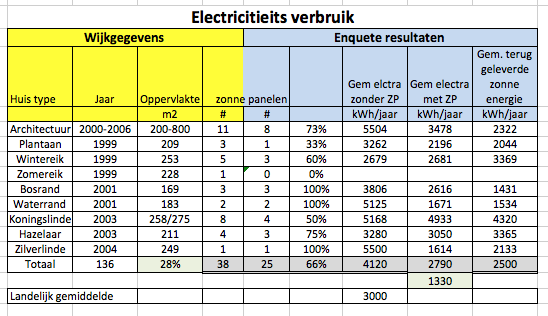 Electricitieits verbruik
Wijkgegevens Enquete resultaten
Huis type Jaar Oppervlakte zonne panelen Gem elctra zonder ZP Gem electra met ZP Gem. terug geleverde zonne energie
m2 # # kWh/jaar kWh/jaar kWh/jaar
Architectuur 2000-2006 200-800 11 8 73% 5504 3478 2322
Plantaan 1999 209 3 1 33% 3262 2196 2044
Wintereik 1999 253 5 3 60% 2679 2681 3369
Zomereik 1999 228 1 0 0%
Bosrand 2001 169 3 3 100% 3806 2616 1431
Waterrand 2001 183 2 2 100% 5125 1671 1534
Koningslinde 2003 258/275 8 4 50% 5168 4933 4320
Hazelaar 2003 211 4 3 75% 3280 3050 3365
Zilverlinde 2004 249 1 1 100% 5500 1614 2133
Totaal 136 28% 38 25 66% 4120 2790 2500
1330
Landelijk gemiddelde 3000